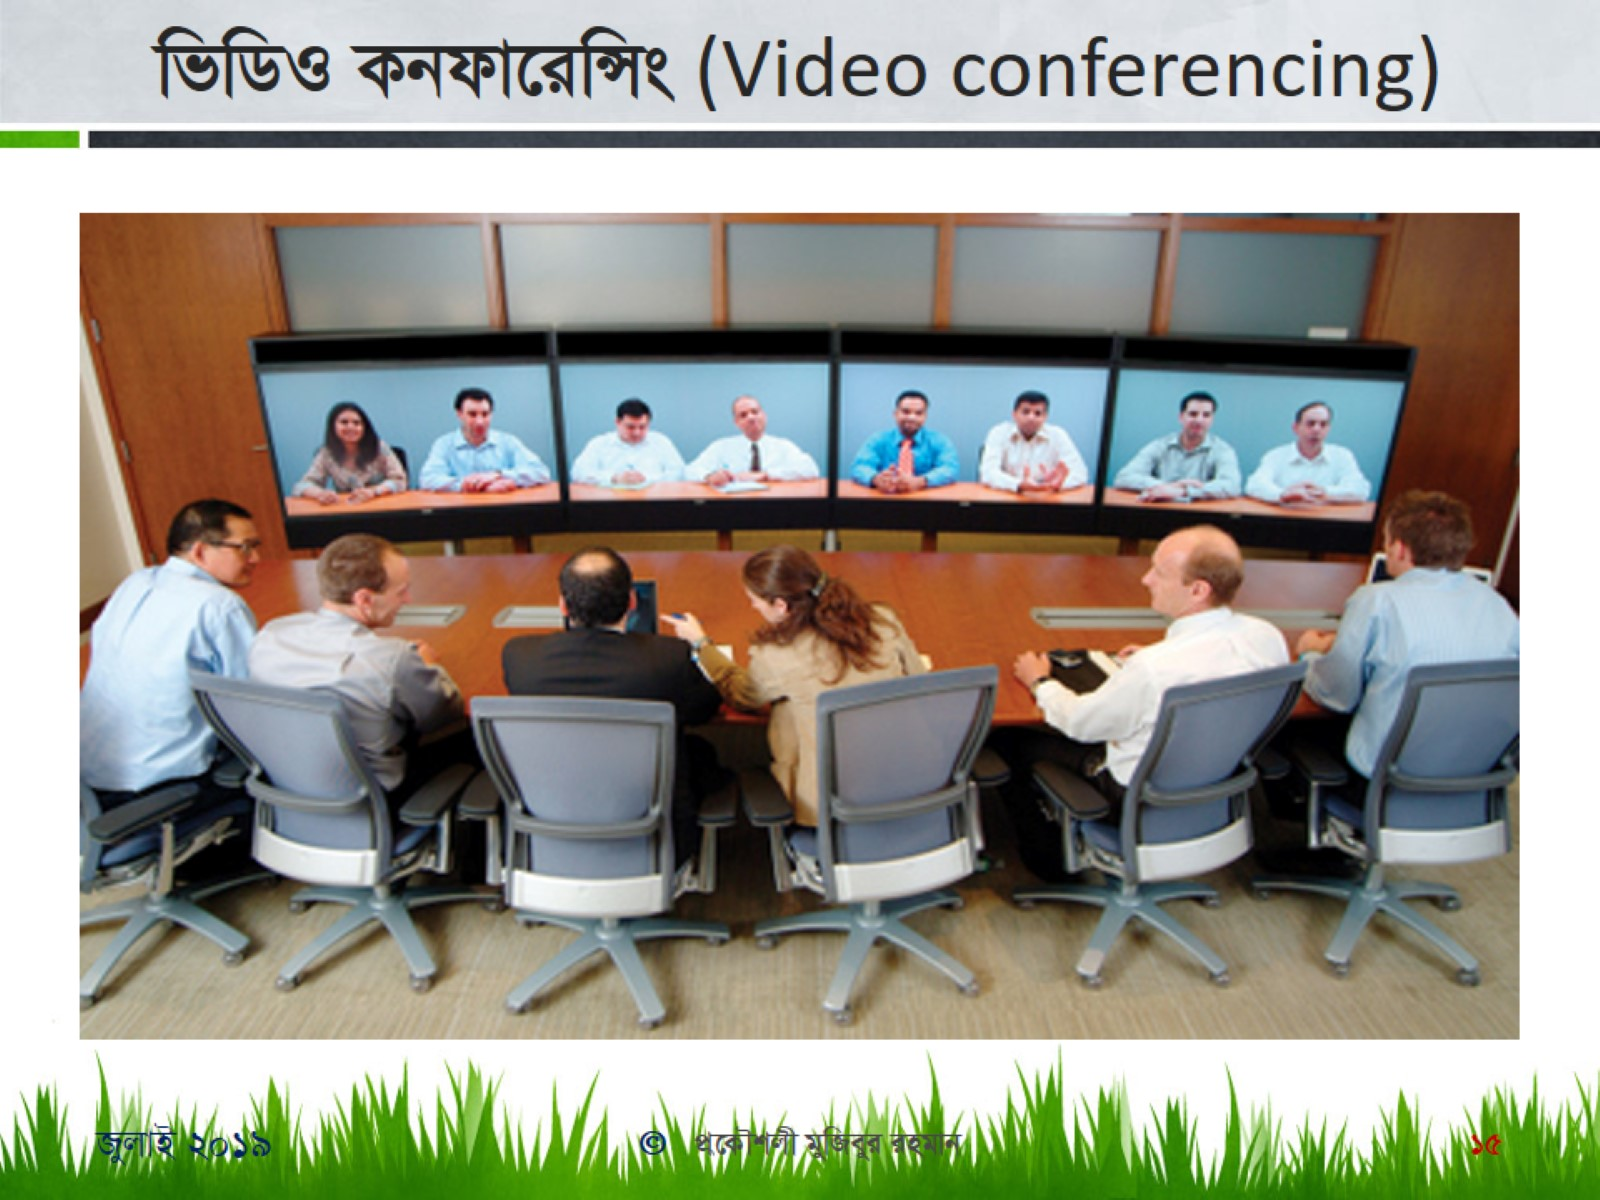 ভিডিও কনফারেন্সিং (Video conferencing)
জুলাই ২০১৯
© প্রকৌশলী মুজিবুর রহমান
১৫